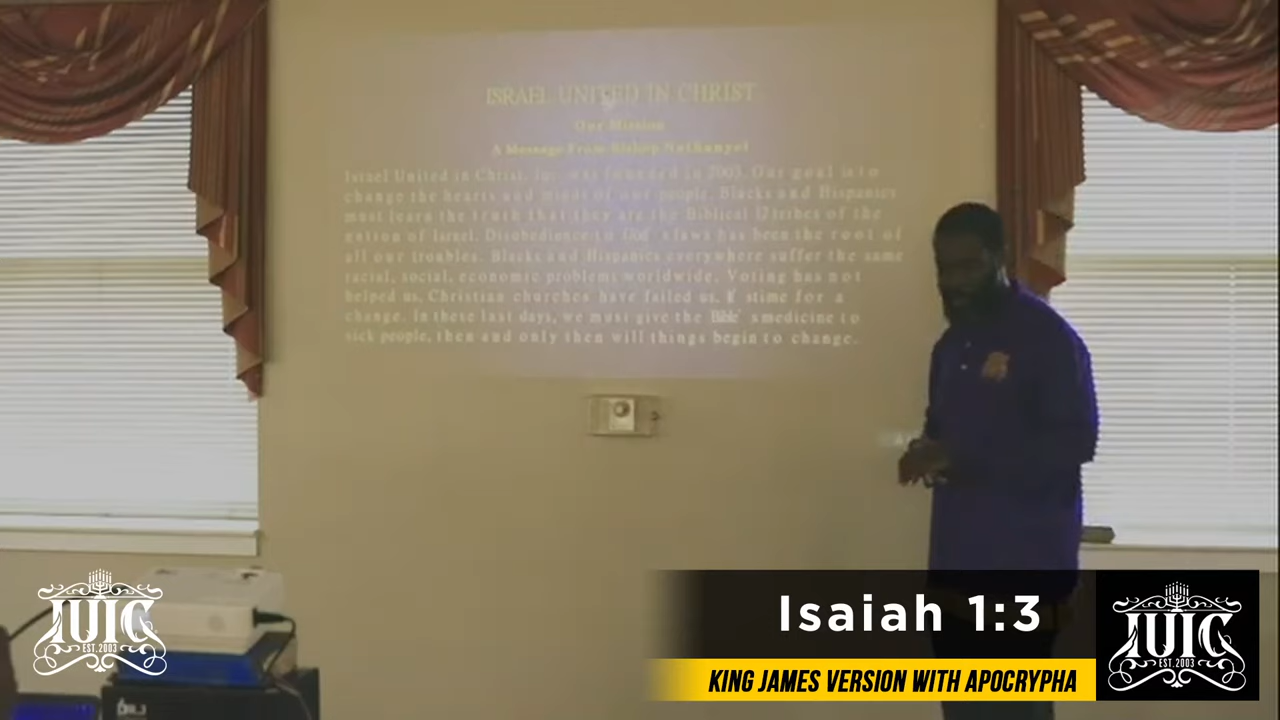 ISRAEL UNITED IN CHRIST
Our Mission
A Message From Bishop Nathanyel
Israel United in Christ, Inc. was founded in 2003. Our goal is to
change the hearts and minds of our people. Blacks and Hispanics
must learn the truth that they are the Biblical 12 tribes of the
nation of Israel. Disobedience to God's laws has been the root of
all our troubles. Blacks and Hispanics everywhere suffer the same
racial, social, economic problems worldwide. Voting has not
helped us, Christian churches have failed us. It' s time for a
change. In these last days, we must give the Bible' s medicine to
sick people, then and only then will things begin to change.
IUIC
EST. 2003
Isaiah 1:3
KING JAMES VERSION WITH APOCRYPHA
IUIC
EST. 2003